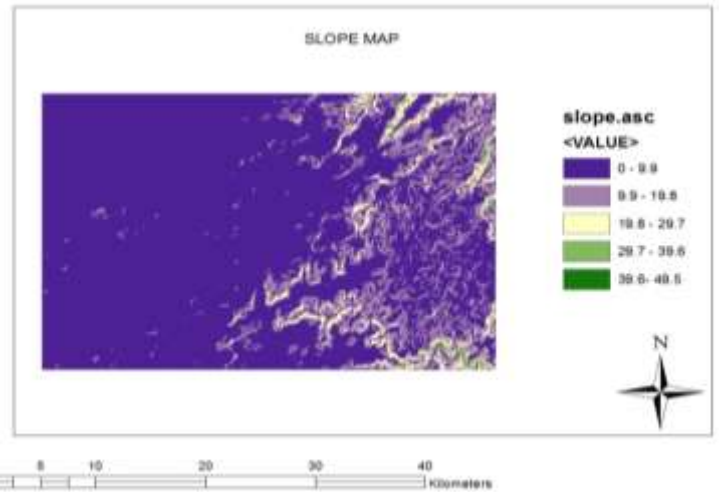 SLOPE MAP
slope.asc
<VALUE>
0 - 9.9
9.9 - 19.8
19.8 - 29.7
29.7 - 39.6
39.6- 49.5
N
5 10 20 30 40
Kilometers